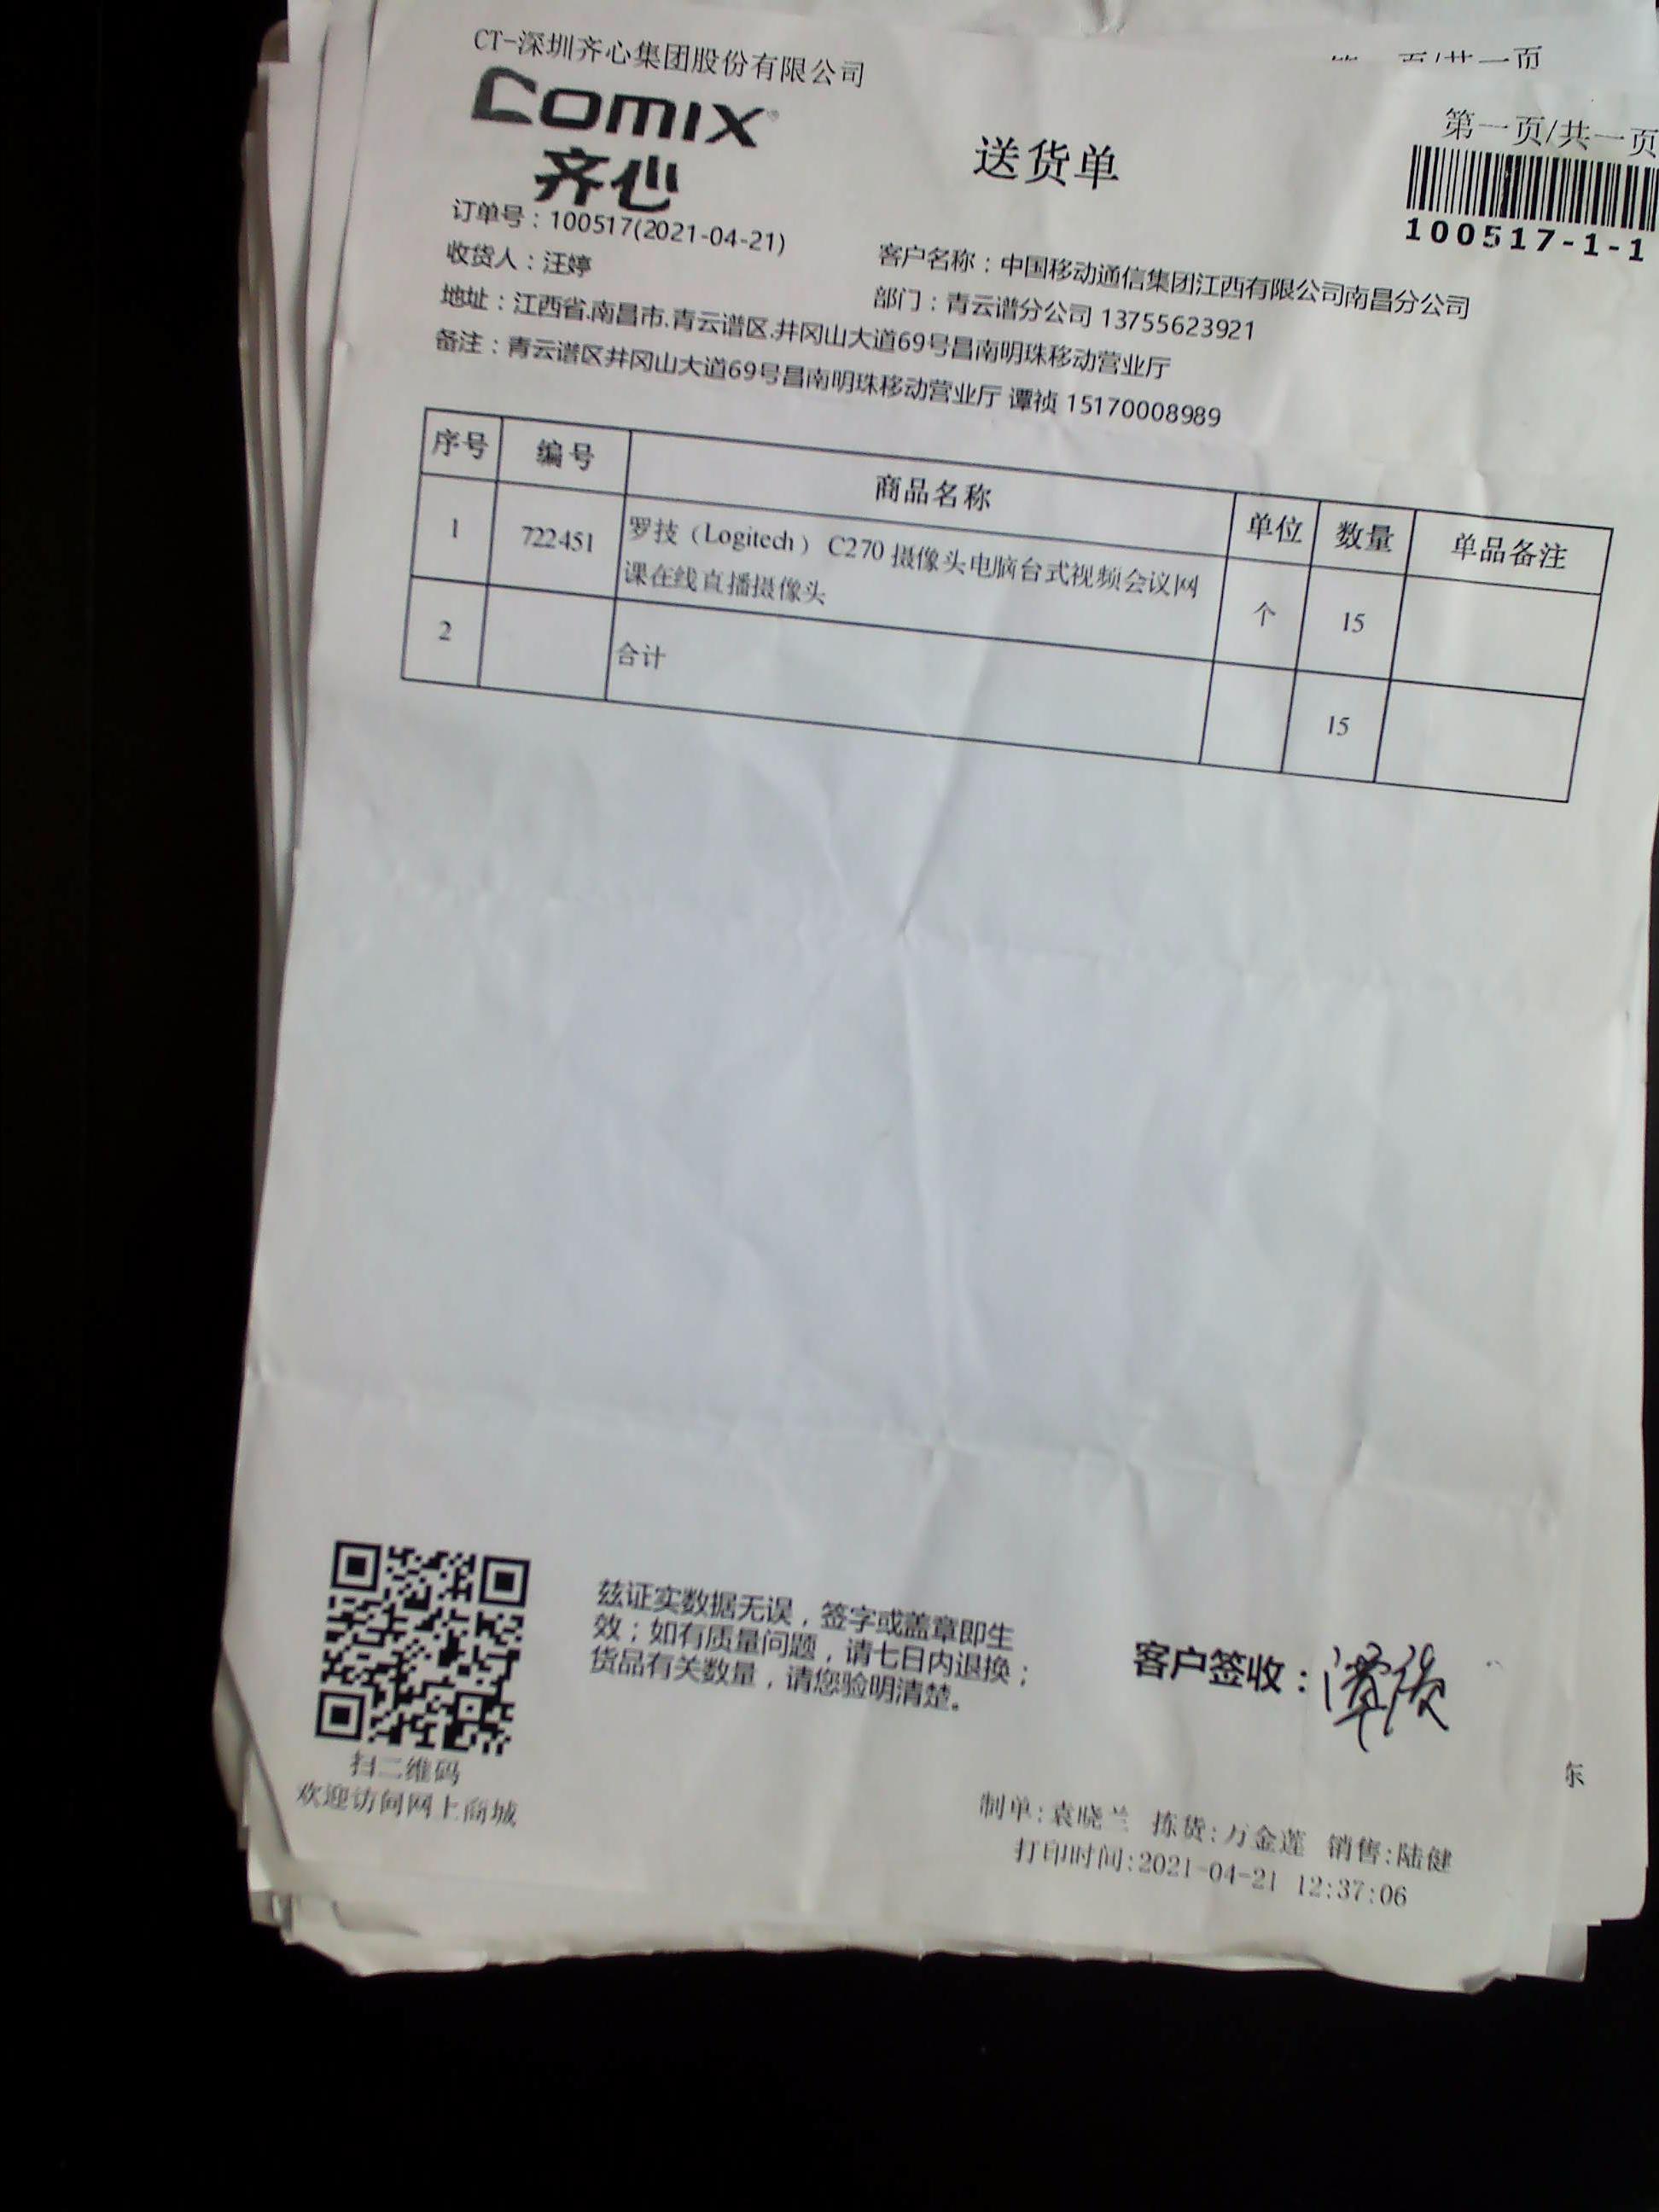 CT-深圳齐心集团股份有限公司
COMIX
齐心
送货单
第一页/共一页
100517-1-1
订单号：100517(2021-04-21)
收货人：汪婷
客户名称：中国移动通信集团江西有限公司南昌分公司
部门：青云谱分公司 13755623921
地址：江西省.南昌市.青云谱区.井冈山大道69号昌南明珠移动营业厅
备注：青云谱区井冈山大道69号昌南明珠移动营业厅 谭祯 15170008989
序号 编号 商品名称 单位 数量 单品备注
1 722451 罗技（Logitech） C270 摄像头电脑台式视频会议网
课在线直播摄像头 个 15
2 合计 15
兹证实数据无误，签字或盖章即生
效；如有质量问题，请七日内退换；
货品有关数量，请您验明清楚。
客户签收：谭祯
扫二维码
欢迎访问网上商城
东
制单:袁晓兰 拣货:万金莲 销售:陆健
打印时间:2021-04-21 12:37:06